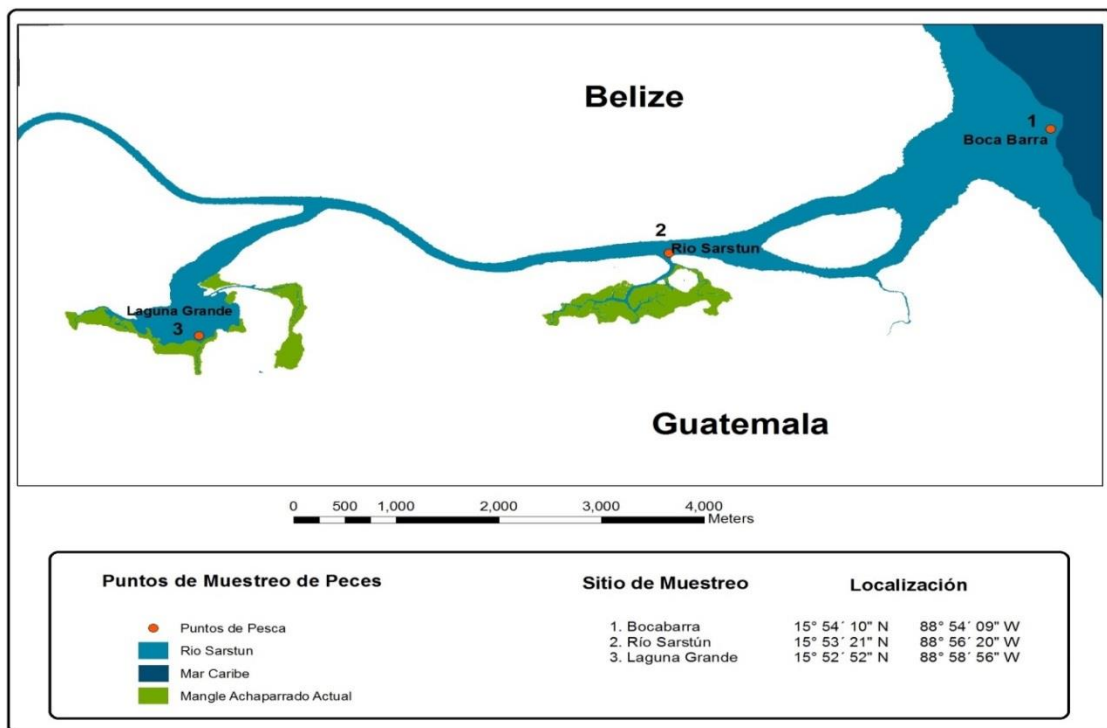 Belize
1
Boca Barra
2
Rio Sarstun
Laguna Grande
3
Guatemala
0 500 1,000 2,000 3,000 4,000
Meters
Puntos de Muestreo de Peces
Puntos de Pesca
Rio Sarstun
Mar Caribe
Mangle Achaparrado Actual
Sitio de Muestreo Localización
1. Bocabarra 15° 54´ 10" N 88° 54´ 09" W
2. Río Sarstún 15° 53´ 21" N 88° 56´ 20" W
3. Laguna Grande 15° 52´ 52" N 88° 58´ 56" W